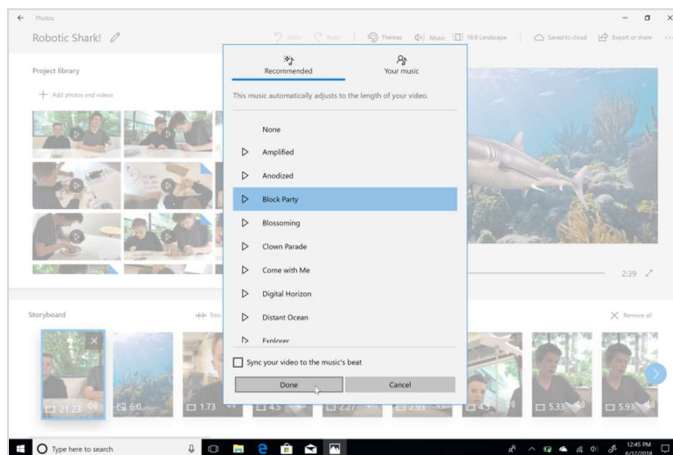 Photos
Robotic Shark!
Undo
Redo
Themes
Music
16:9 Landscape
Saved to cloud
Export or share
Project library
Add photos and videos
Recommended
Your music
This music automatically adjusts to the length of your video.
None
Amplified
Anodized
Block Party
Blossoming
Clown Parade
Come with Me
Digital Horizon
Distant Ocean
Explorer
Sync your video to the music's beat
Done
Cancel
2:39
Storyboard
Trim
Remove all
21.23
6.0
1.73
4.5
2.27
2.93
4.3
5.33
5.93
Type here to search
12:45 PM
6/12/2018